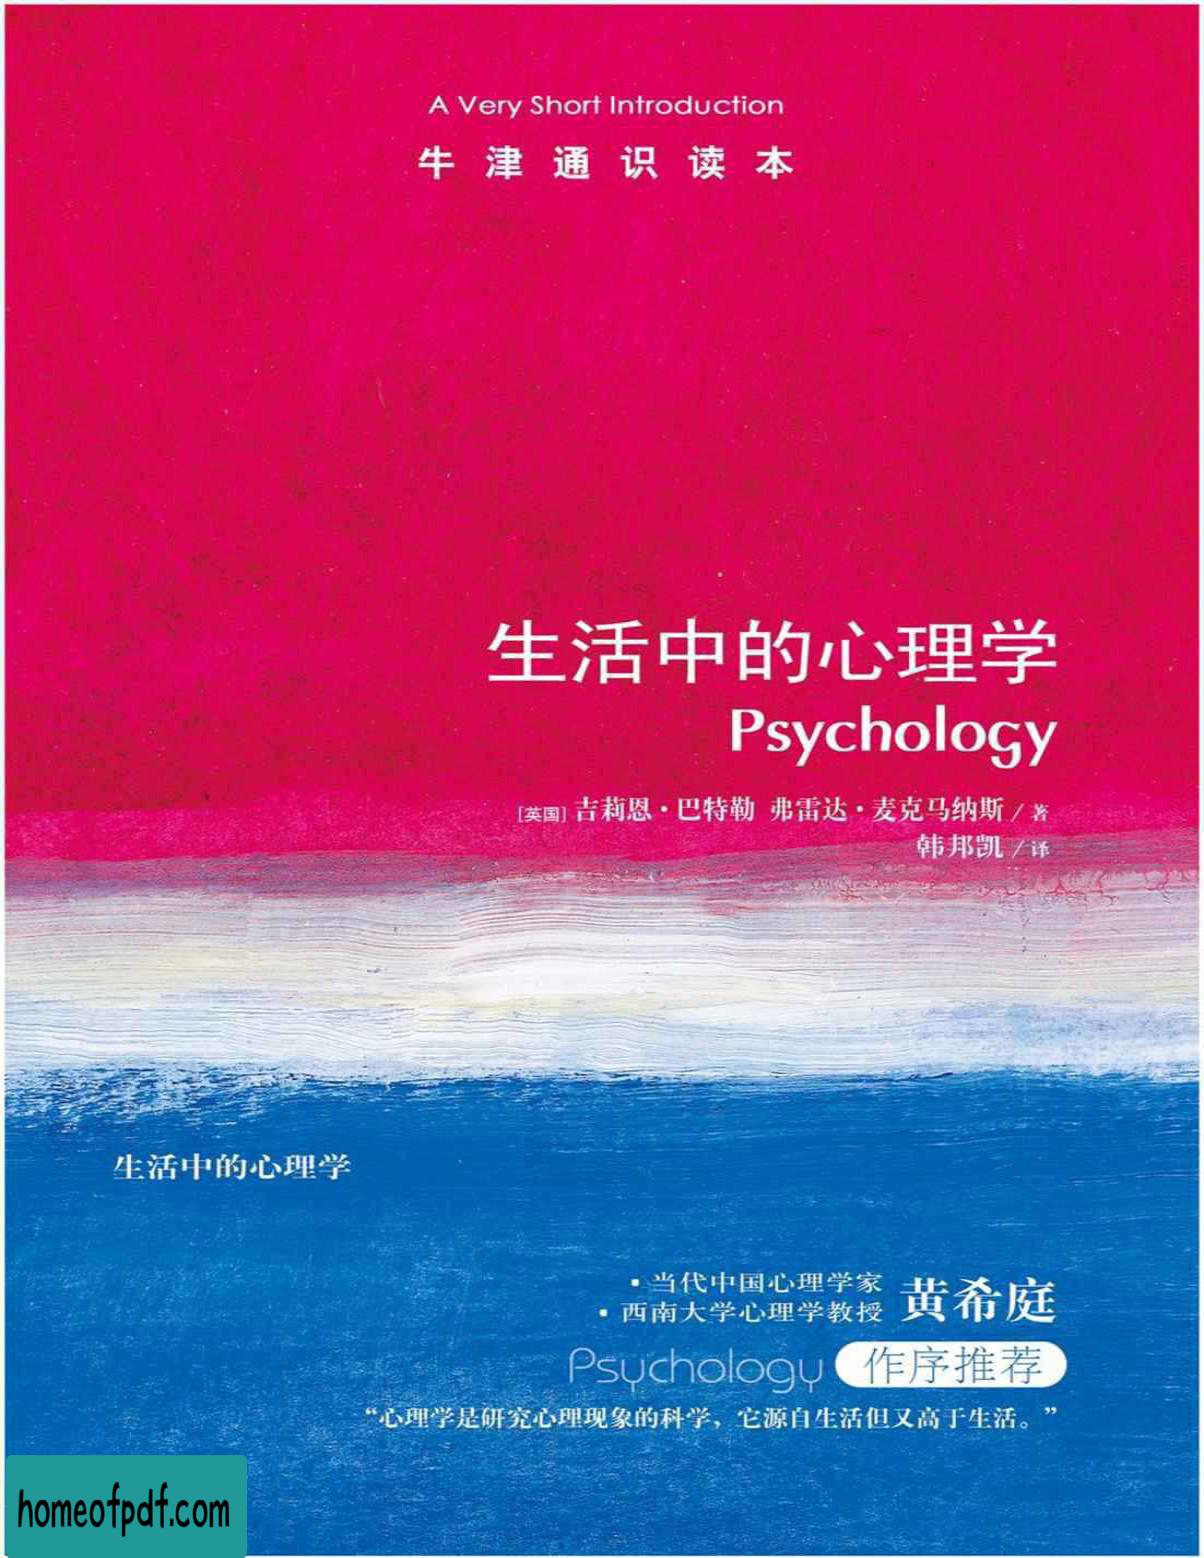 A Very Short Introduction
牛津通识读本
生活中的心理学
Psychology
[英国] 吉莉恩·巴特勒 弗雷达·麦克马纳斯 / 著
韩邦凯 / 译
生活中的心理学
·当代中国心理学家
·西南大学心理学教授 黄希庭
Psychology 作序推荐
“心理学是研究心理现象的科学，它源自生活但又高于生活。”
homeofpdf.com